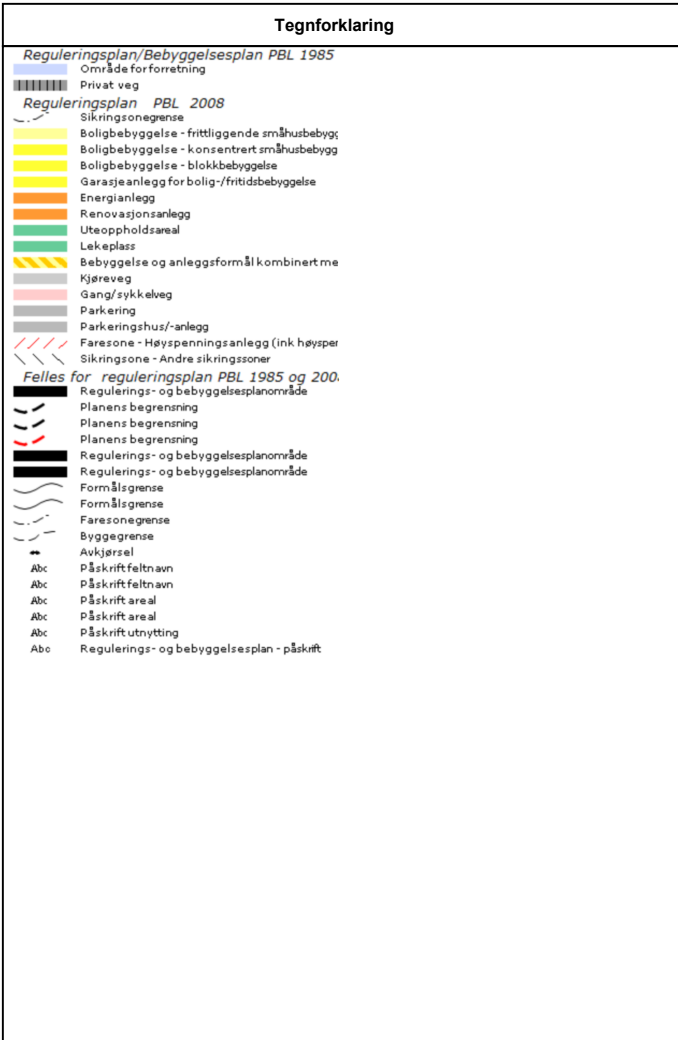 Tegnforklaring
Reguleringsplan/Bebyggelsesplan PBL 1985
Område for forretning
Privat veg
Reguleringsplan PBL 2008
Sikringsonegrense
Boligbebyggelse - frittliggende småhusbebygg
Boligbebyggelse - konsentrert småhusbebygg
Boligbebyggelse - blokkbebyggelse
Garasjeanlegg for bolig-/fritidsbebyggelse
Energianlegg
Renovasjonsanlegg
Uteoppholdsareal
Lekeplass
Bebyggelse og anleggsformål kombinert me
Kjøreveg
Gang/sykkelveg
Parkering
Parkeringshus/-anlegg
Faresone - Høyspenningsanlegg (ink høyspen
Sikringsone - Andre sikringssoner
Felles for reguleringsplan PBL 1985 og 200
Regulerings- og bebyggelsesplanområde
Planens begrensning
Planens begrensning
Planens begrensning
Regulerings- og bebyggelsesplanområde
Regulerings- og bebyggelsesplanområde
Formålsgrense
Formålsgrense
Faresonegrense
Byggegrense
Avkjørsel
Abc Påskrift feltnavn
Abc Påskrift feltnavn
Abc Påskrift areal
Abc Påskrift areal
Abc Påskrift utnytting
Abc Regulerings- og bebyggelsesplan - påskrift